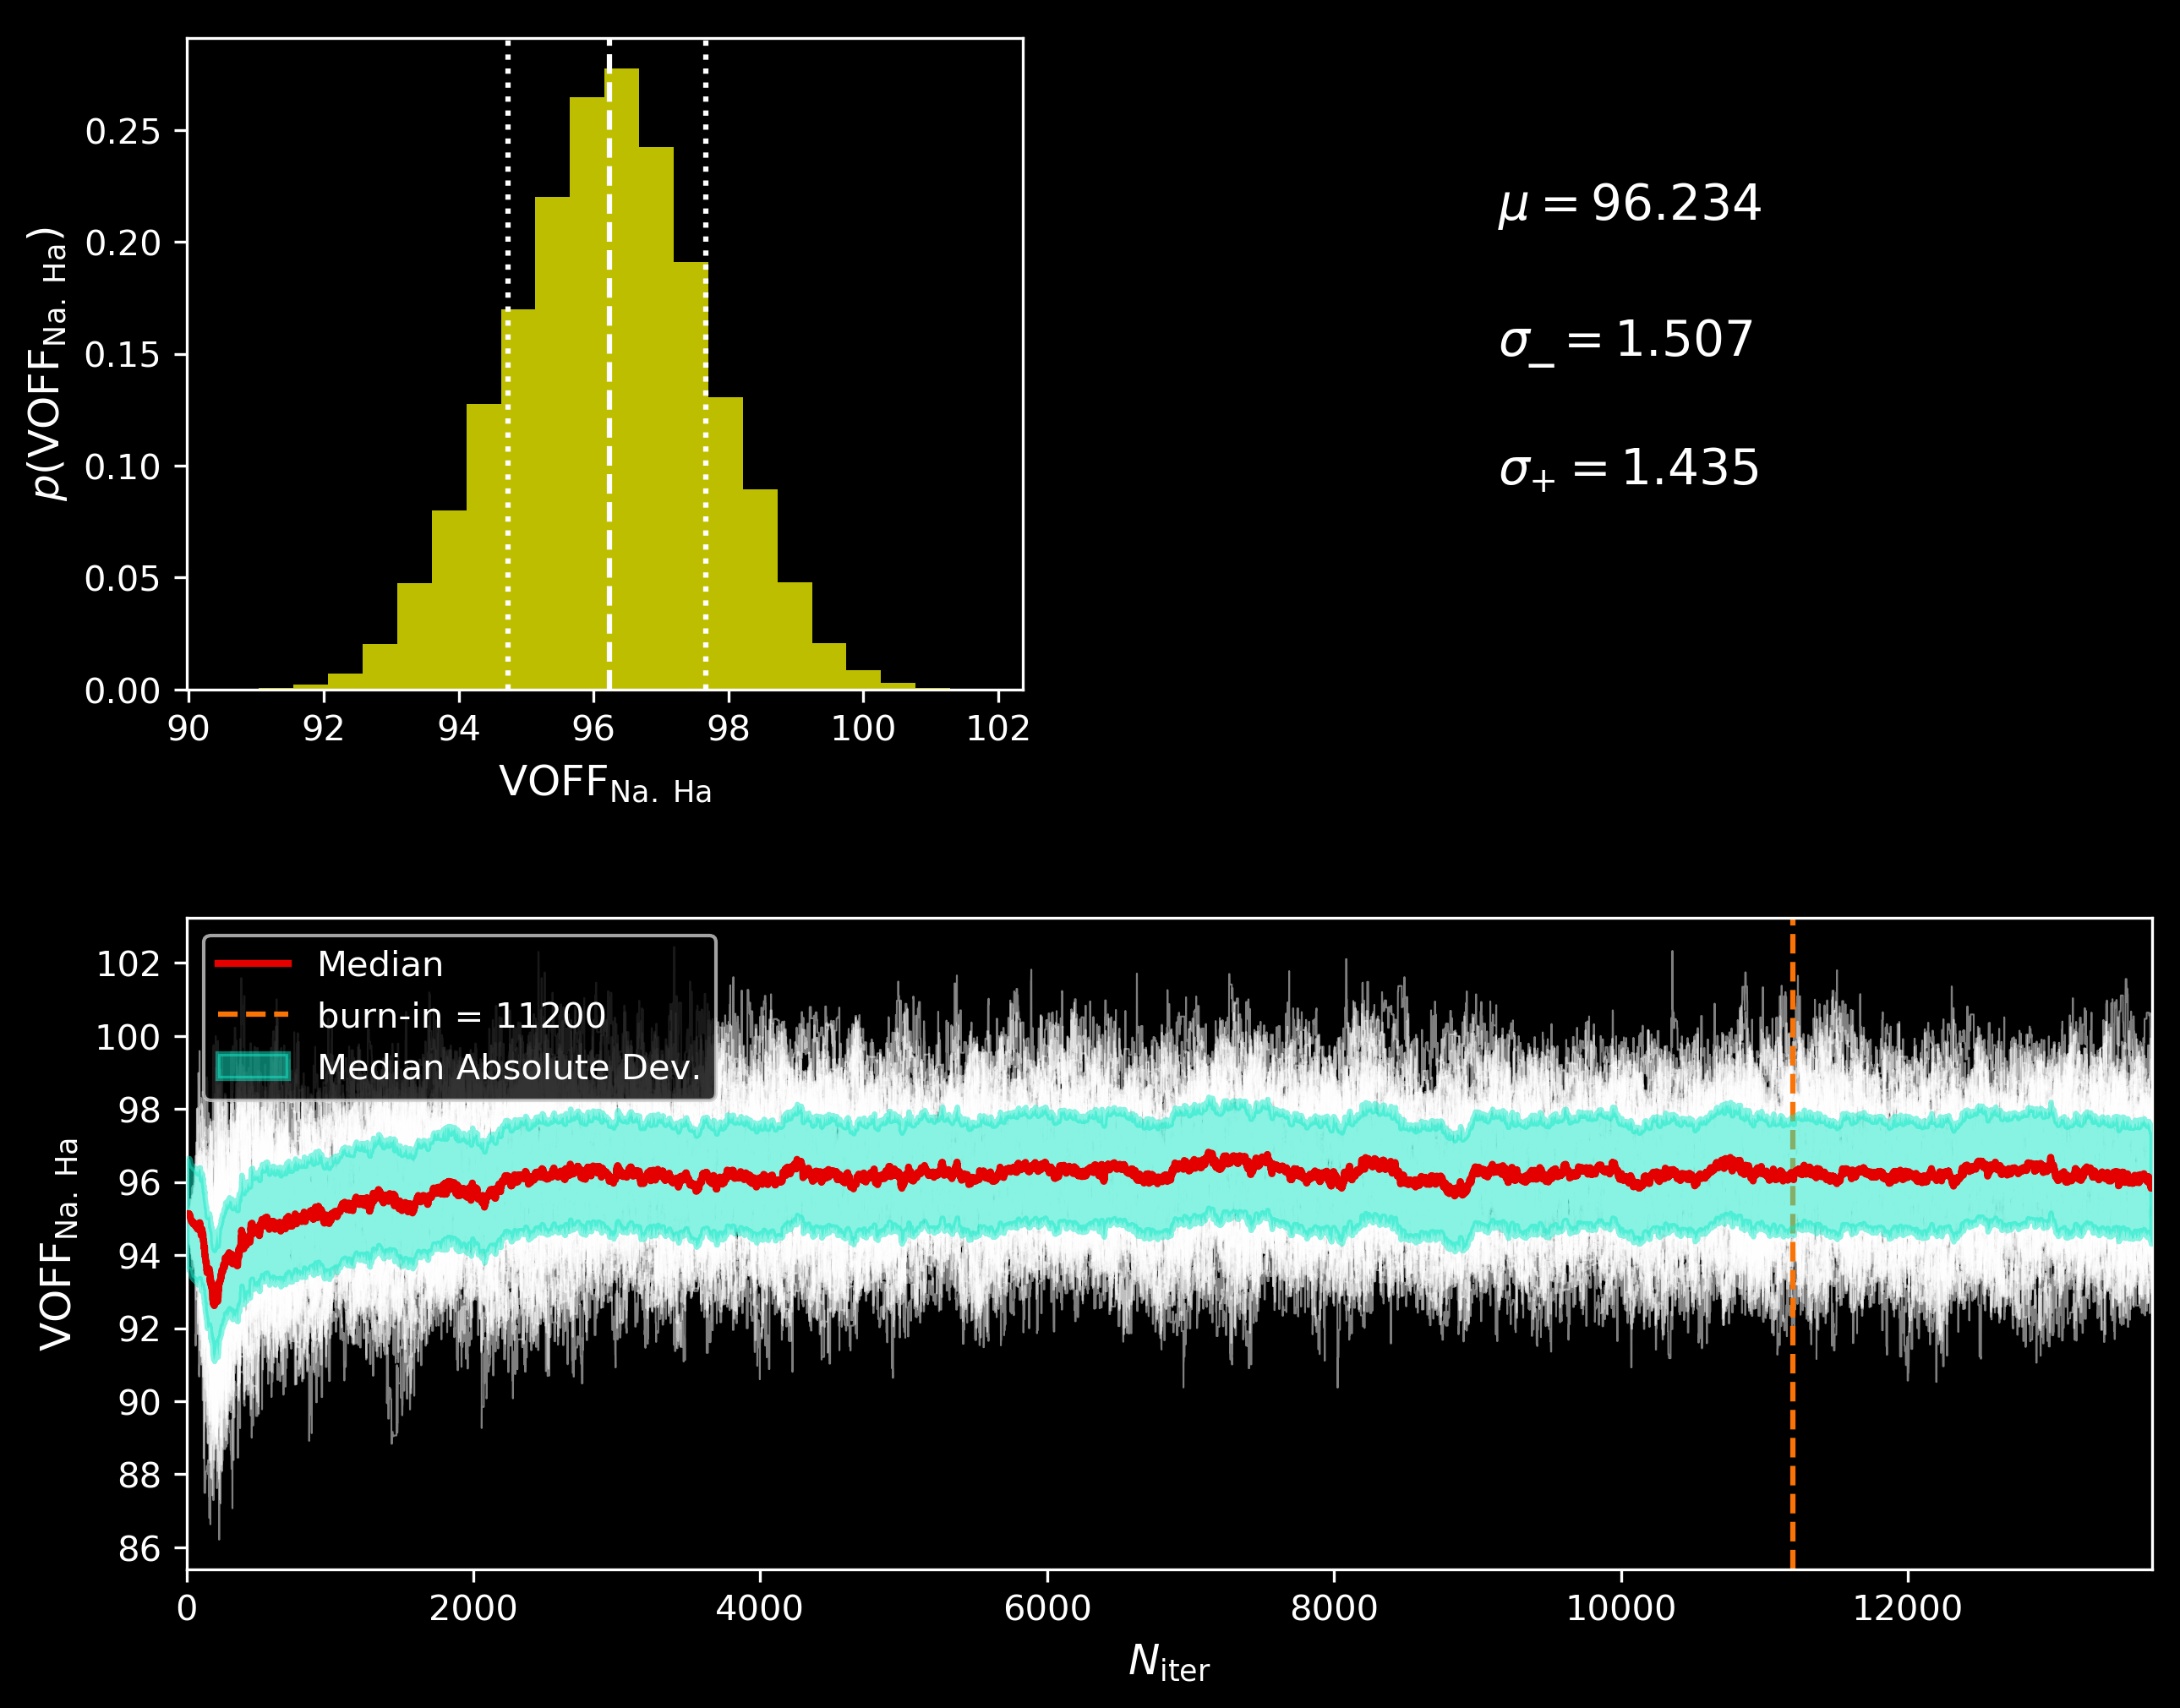 p(VOFF_Na. Ha)
0.25
0.20
0.15
0.10
0.05
0.00
90 92 94 96 98 100 102
VOFF_Na. Ha
μ = 96.234
σ_− = 1.507
σ_+ = 1.435
VOFF_Na. Ha
102
100
98
96
94
92
90
88
86
Median
burn-in = 11200
Median Absolute Dev.
0 2000 4000 6000 8000 10000 12000
N_iter